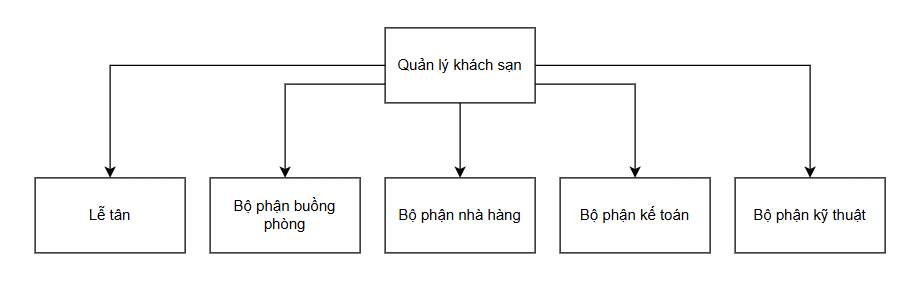 Quản lý khách sạn
Lễ tân
Bộ phận buồng
phòng
Bộ phận nhà hàng
Bộ phận kế toán
Bộ phận kỹ thuật